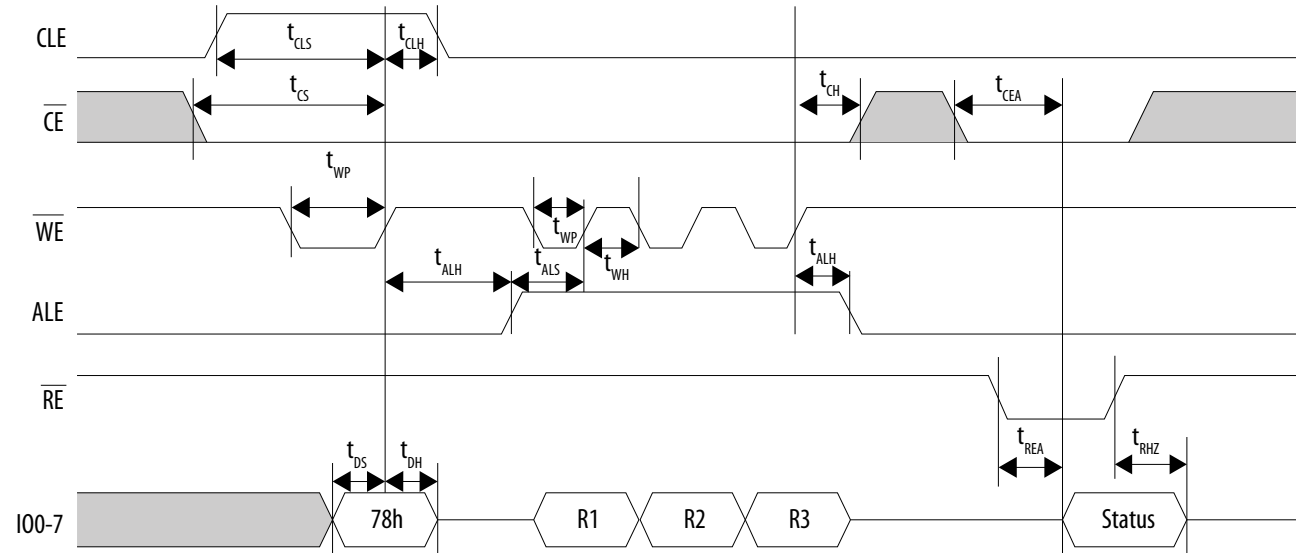 CLE
tCLS
tCLH
CE
tCS
tCH
tCEA
tWP
WE
tWP
tWH
tALH
tALS
tALH
ALE
RE
tREA
tRHZ
tDS
tDH
IO0-7
78h
R1
R2
R3
Status